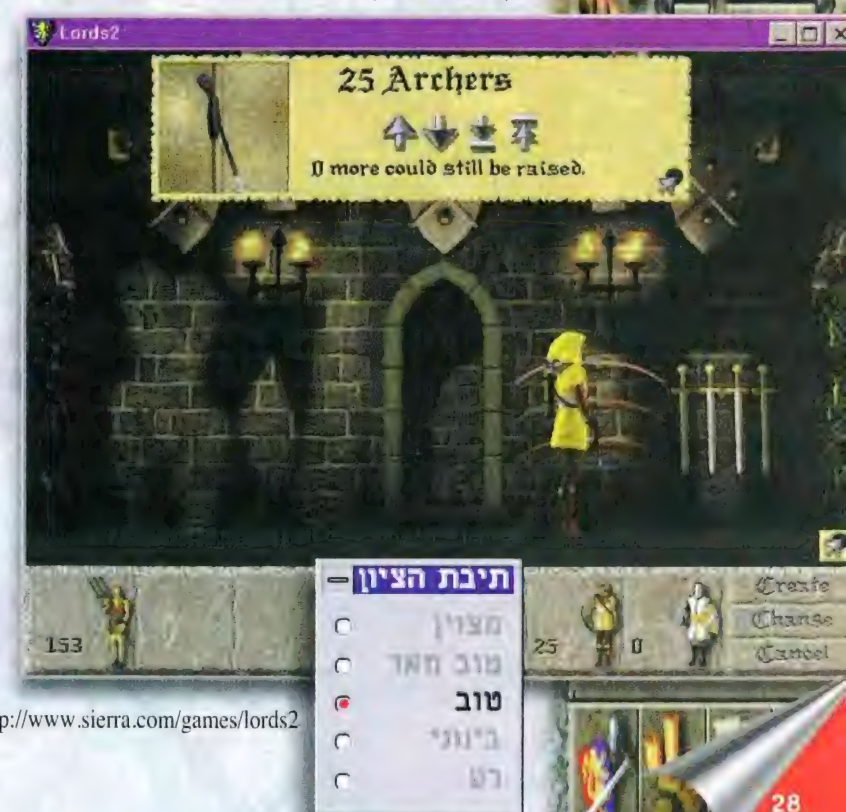 Lords2
25 Archers
0 more could still be raised.
תיבת הציון
מצוין
טוב מאד
טוב
בינוני
רע
153
25
0
Create
Change
Cancel
p://www.sierra.com/games/lords2
28